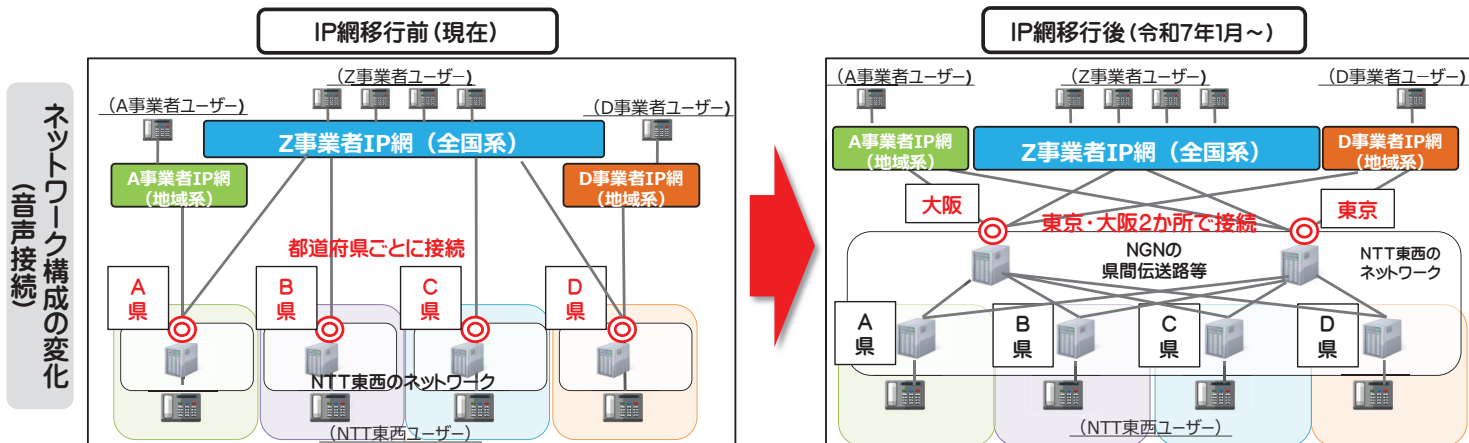 ネットワーク構成の変化
(音声接続)
IP網移行前(現在)
(Z事業者ユーザー)
(A事業者ユーザー)
(D事業者ユーザー)
Z事業者IP網(全国系)
A事業者IP網
(地域系)
D事業者IP網
(地域系)
都道府県ごとに接続
A
県
B
県
C
県
D
県
NTT東西のネットワーク
(NTT東西ユーザー)
IP網移行後(令和7年1月~)
(A事業者ユーザー)
(Z事業者ユーザー)
(D事業者ユーザー)
A事業者IP網
(地域系)
Z事業者IP網(全国系)
D事業者IP網
(地域系)
大阪
東京
東京・大阪2か所で接続
NGNの
県間伝送路等
NTT東西の
ネットワーク
A
県
B
県
C
県
D
県
(NTT東西ユーザー)